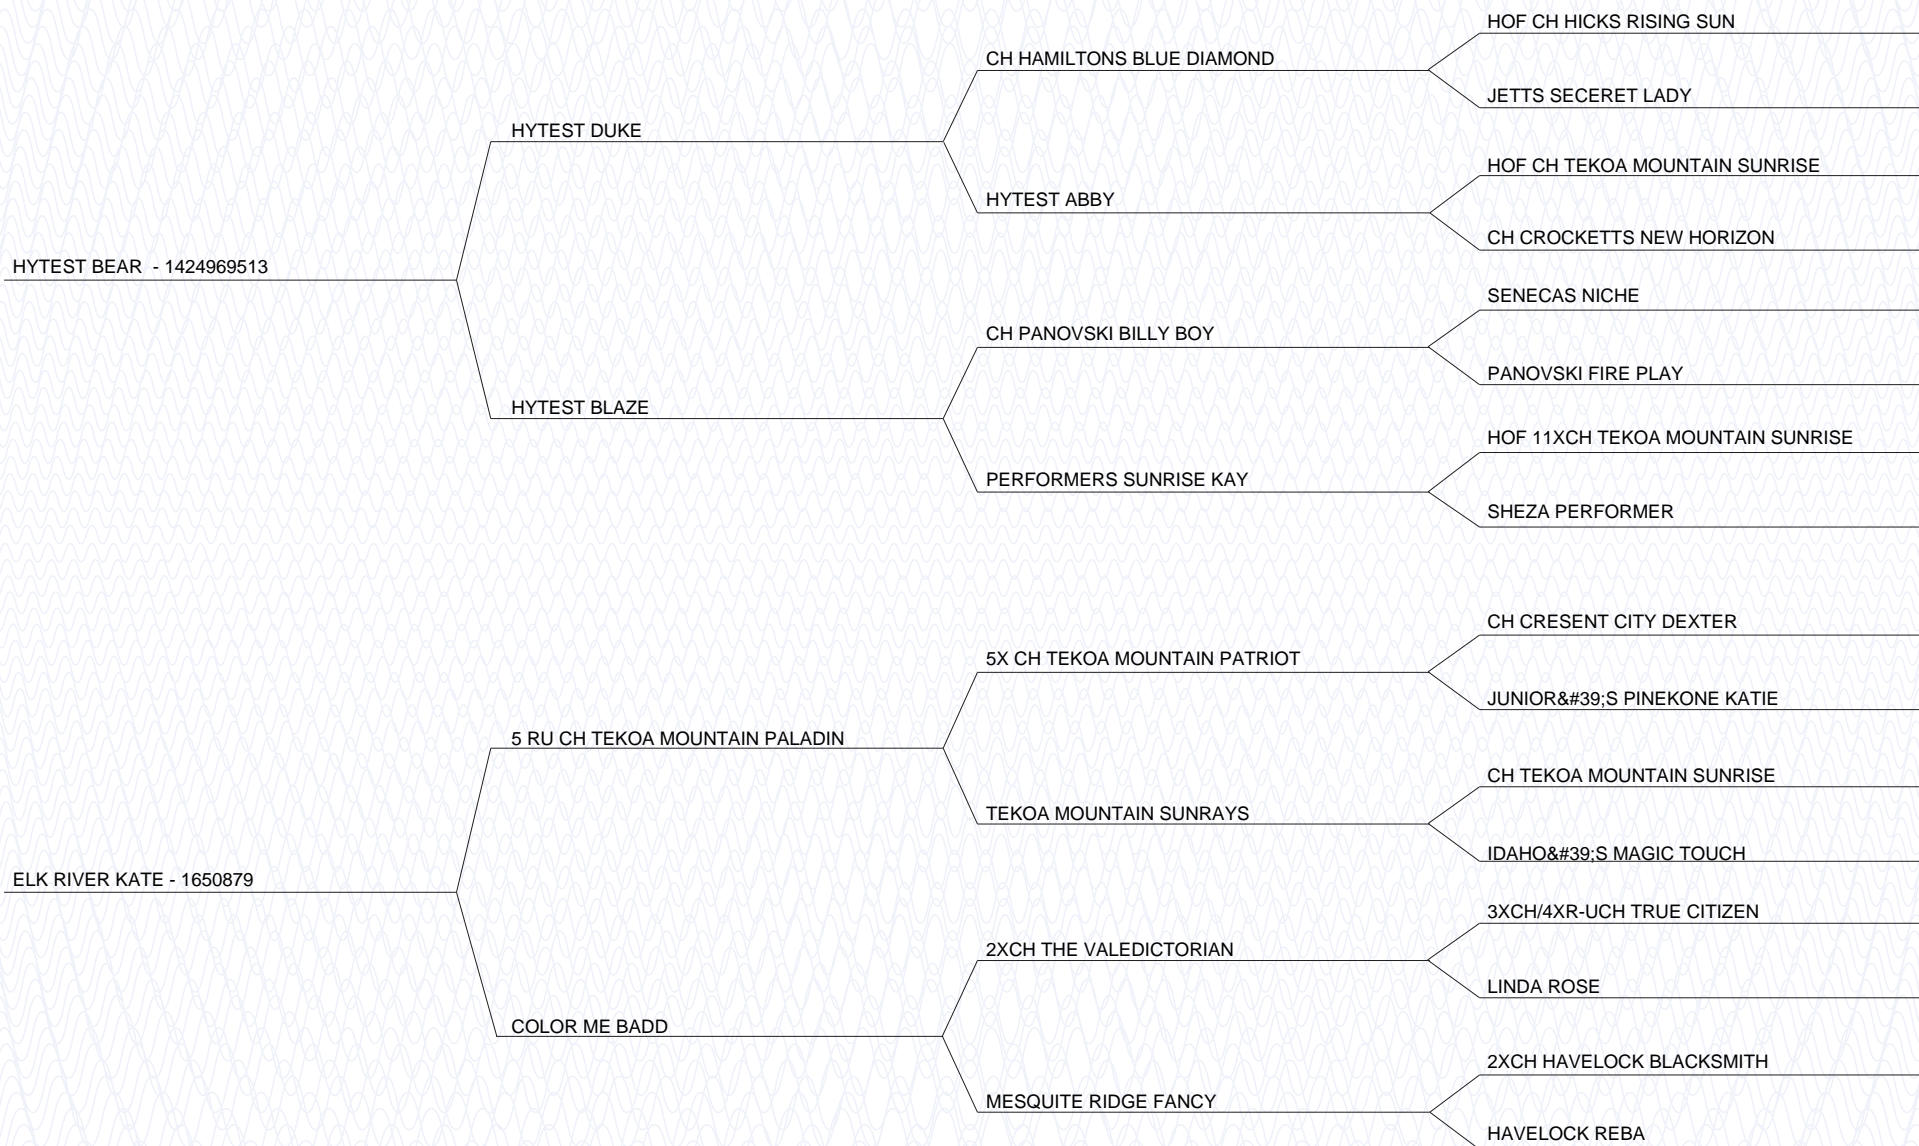 HOF CH HICKS RISING SUN
CH HAMILTONS BLUE DIAMOND
JETTS SECERET LADY
HYTEST DUKE
HOF CH TEKOA MOUNTAIN SUNRISE
HYTEST ABBY
CH CROCKETTS NEW HORIZON
HYTEST BEAR  - 1424969513
SENECAS NICHE
CH PANOVSKI BILLY BOY
PANOVSKI FIRE PLAY
HYTEST BLAZE
HOF 11XCH TEKOA MOUNTAIN SUNRISE
PERFORMERS SUNRISE KAY
SHEZA PERFORMER
CH CRESENT CITY DEXTER
5X CH TEKOA MOUNTAIN PATRIOT
JUNIOR&#39;S PINEKONE KATIE
5 RU CH TEKOA MOUNTAIN PALADIN
CH TEKOA MOUNTAIN SUNRISE
TEKOA MOUNTAIN SUNRAYS
IDAHO&#39;S MAGIC TOUCH
ELK RIVER KATE - 1650879
3XCH/4XR-UCH TRUE CITIZEN
2XCH THE VALEDICTORIAN
LINDA ROSE
COLOR ME BADD
2XCH HAVELOCK BLACKSMITH
MESQUITE RIDGE FANCY
HAVELOCK REBA